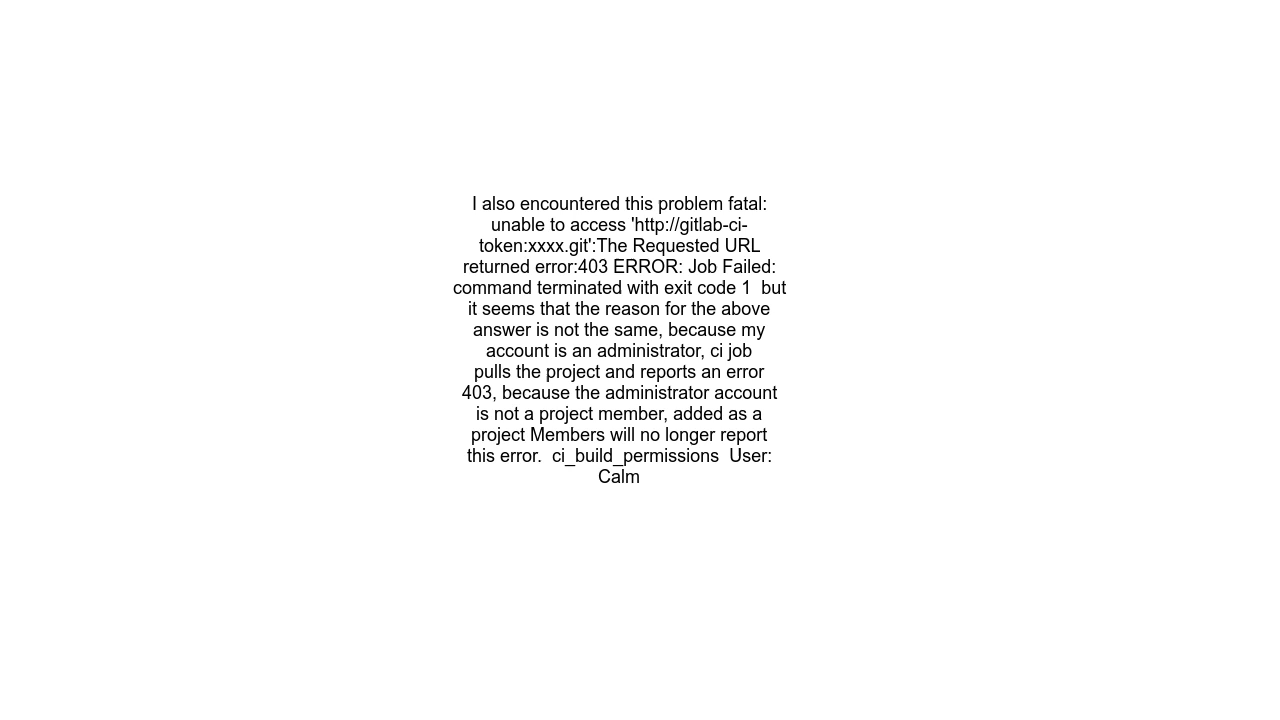 I also encountered this problem fatal:
unable to access 'http://gitlab-ci-
token:xxxx.git':The Requested URL
returned error:403 ERROR: Job Failed:
command terminated with exit code 1  but
it seems that the reason for the above
answer is not the same, because my
account is an administrator, ci job
pulls the project and reports an error
403, because the administrator account
is not a project member, added as a
project Members will no longer report
this error.  ci_build_permissions  User:
Calm